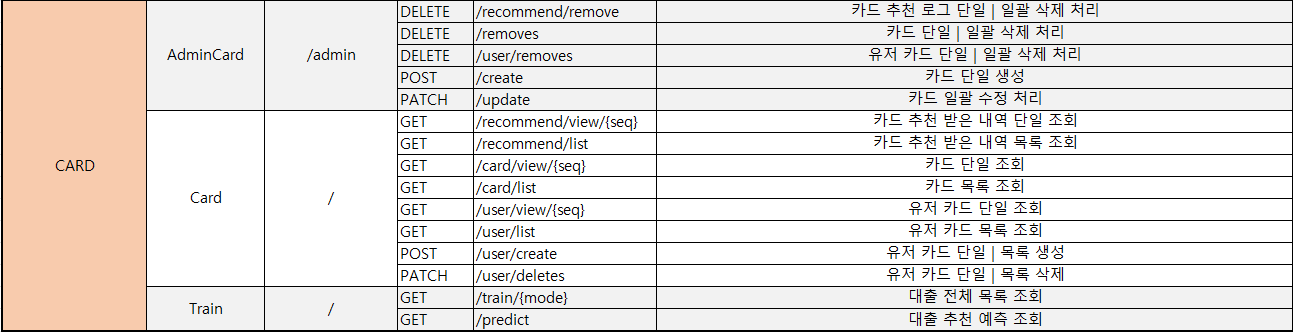 CARD
AdminCard
/admin
DELETE /recommend/remove 카드 추천 로그 단일 | 일괄 삭제 처리
DELETE /removes 카드 단일 | 일괄 삭제 처리
DELETE /user/removes 유저 카드 단일 | 일괄 삭제 처리
POST /create 카드 단일 생성
PATCH /update 카드 일괄 수정 처리
Card
/
GET /recommend/view/{seq} 카드 추천 받은 내역 단일 조회
GET /recommend/list 카드 추천 받은 내역 목록 조회
GET /card/view/{seq} 카드 단일 조회
GET /card/list 카드 목록 조회
GET /user/view/{seq} 유저 카드 단일 조회
GET /user/list 유저 카드 목록 조회
POST /user/create 유저 카드 단일 | 목록 생성
PATCH /user/deletes 유저 카드 단일 | 목록 삭제
Train
/
GET /train/{mode} 대출 전체 목록 조회
GET /predict 대출 추천 예측 조회